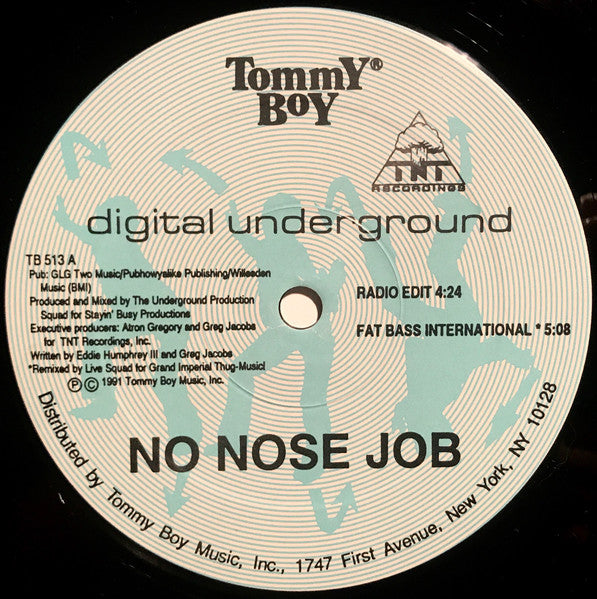 TOMMY®
BOY
TNT
RECORDINGS
digital underground
TB 513 A
Pub: GLG Two Music/Pubhowyalike Publishing/Willesden
Music (BMI)
Produced and Mixed by The Underground Production
Squad for Stayin' Busy Productions
Executive producers: Atron Gregory and Greg Jacobs
for TNT Recordings, Inc.
Written by Eddie Humphrey III and Greg Jacobs
*Remixed by Live Squad for Grand Imperial Thug-Musicl
Ⓟ Ⓒ 1991 Tommy Boy Music, Inc.
RADIO EDIT 4:24
FAT BASS INTERNATIONAL * 5:08
NO NOSE JOB
Distributed by Tommy Boy Music, Inc., 1747 First Avenue, New York, NY 10128